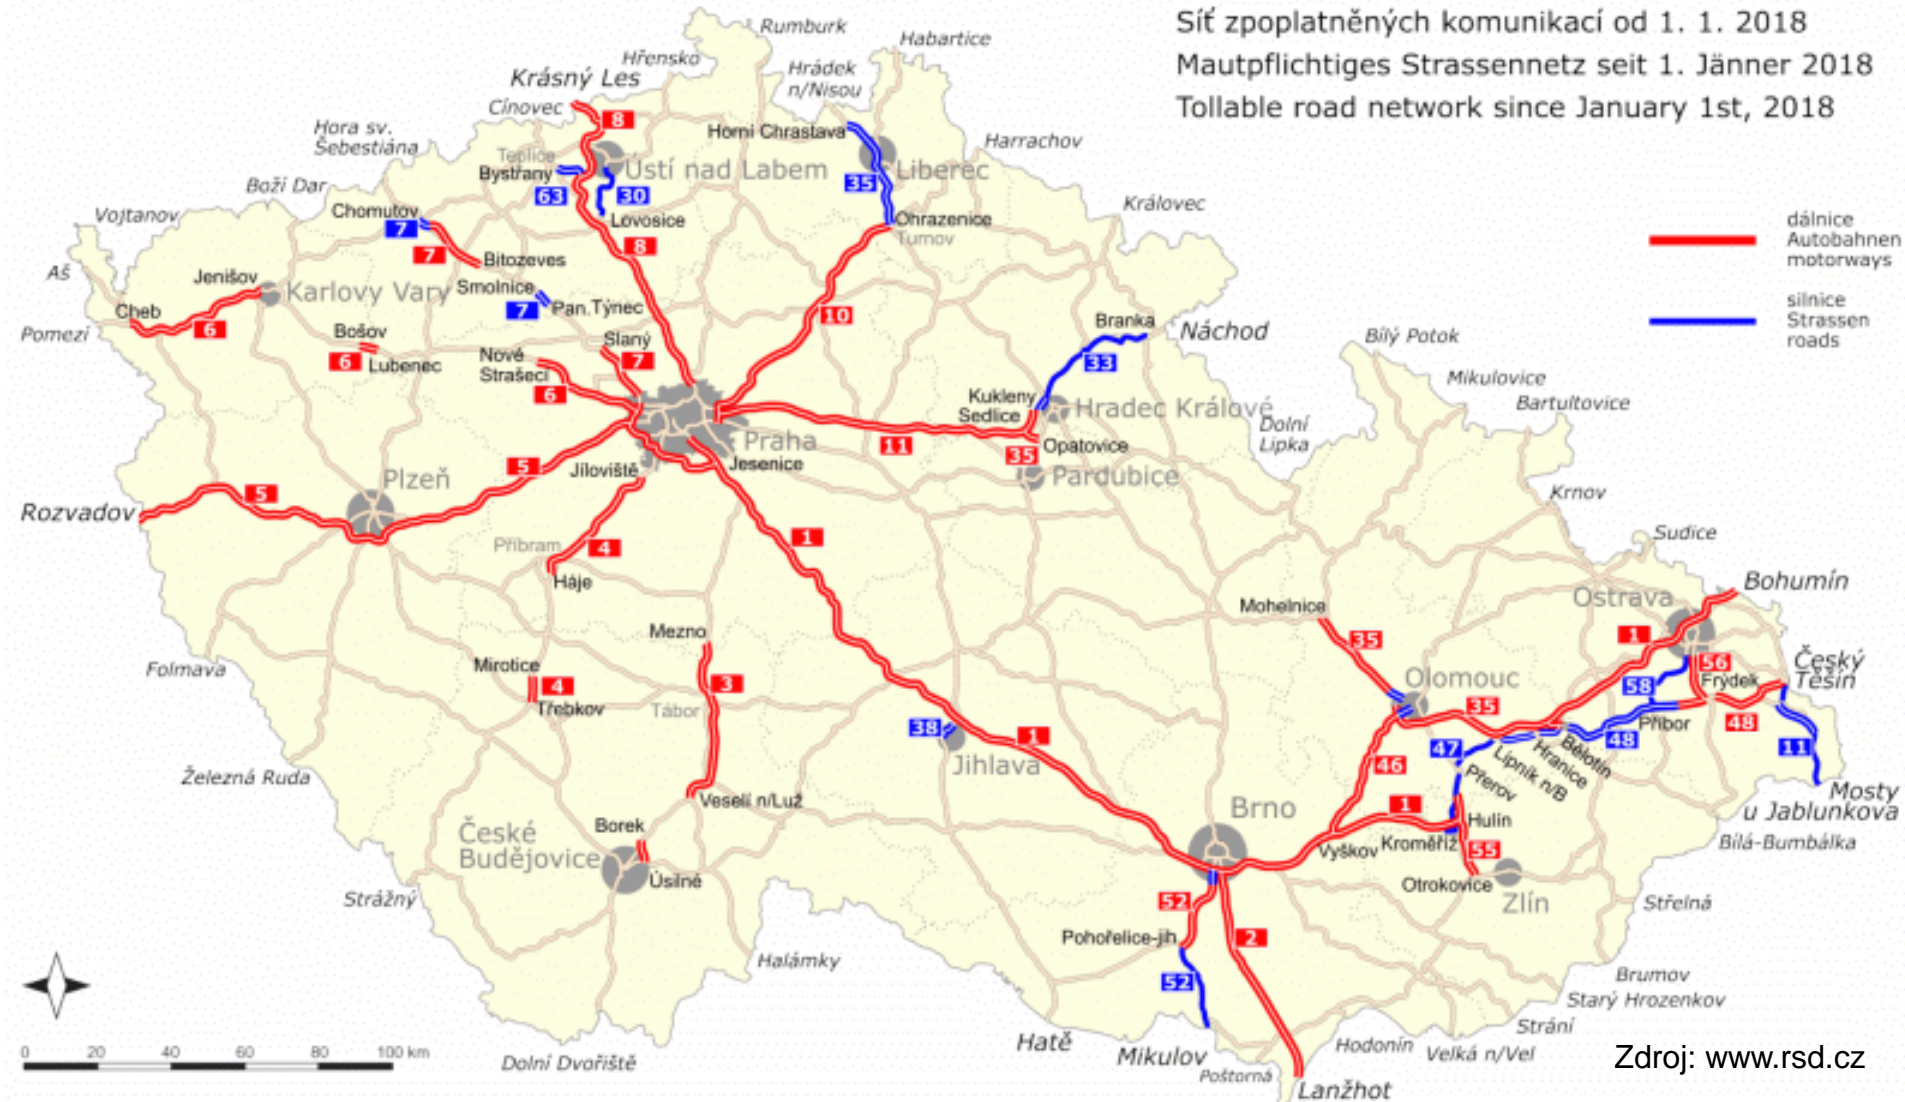 Síť zpoplatněných komunikací od 1. 1. 2018
Mautpflichtiges Strassennetz seit 1. Jänner 2018
Tollable road network since January 1st, 2018
dálnice
Autobahnen
motorways
silnice
Strassen
roads
Rumburk
Habartice
Hřensko
Hrádek
n/Nisou
Krásný Les
Cínovec
8
Horní Chrastava
Harrachov
Hora sv.
Šebestiána
Teplice
Bystřany
Ústí nad Labem
Liberec
63
30
35
Boží Dar
Chomutov
7
Lovosice
Ohrazenice
Turnov
Královec
Vojtanov
7
8
Bitozeves
Aš
Jenišov
Karlovy Vary
Smolnice
7
Pan.Týnec
Cheb
6
10
Pomezí
Bošov
6
Lubenec
Slaný
7
Nové
Strašecí
6
Branka
Náchod
33
Bílý Potok
Mikulovice
Bartultovice
Kukleny
Sedlice
Hradec Králové
Dolní
Lipka
Praha
11
Opatovice
35
Pardubice
Jesenice
Jíloviště
5
Plzeň
5
Rozvadov
Krnov
Sudice
1
Příbram
4
Háje
Bohumín
Ostrava
Mohelnice
35
1
Mezno
3
Mirotice
4
Třebkov
Tábor
Folmava
Český
Těšín
56
Frýdek
58
Olomouc
35
Příbor
48
48
11
38
Jihlava
1
47
46
Bělotín
Hranice
Lipník n/B
Přerov
Železná Ruda
Mosty
u Jablunkova
Bílá-Bumbálka
Veselí n/Luž
Brno
1
Hulín
Vyškov
Kroměříž
55
Otrokovice
Zlín
České
Budějovice
Borek
Úsilné
Strážný
Střelná
52
2
Pohořelice-jih
52
Halámky
Brumov
Starý Hrozenkov
Strání
Hatě
Mikulov
Poštorná
Hodonín
Velká n/Vel
Lanžhot
Dolní Dvořiště
0 20 40 60 80 100 km
Zdroj: www.rsd.cz